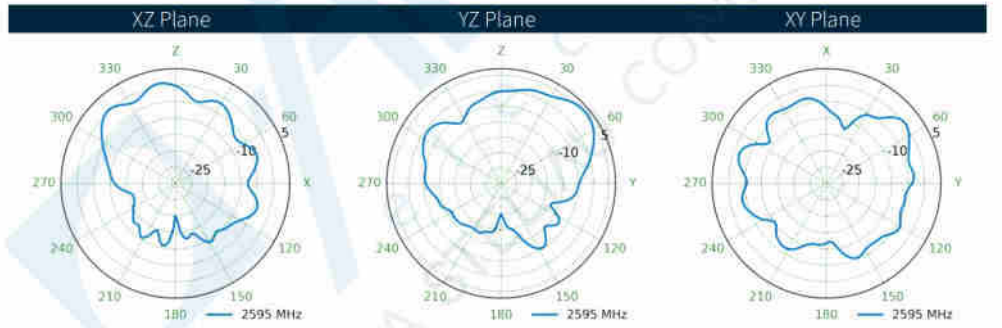 XZ Plane YZ Plane XY Plane
Z Z X
330 30 330 30 330 30
300 60 300 60 300 60
5 5 5
-10 -10 -10
-25 -25 -25
270 X 270 Y 270 Y
240 120 240 120 240 120
210 150 210 150 210 150
180 180 180
2595 MHz 2595 MHz 2595 MHz